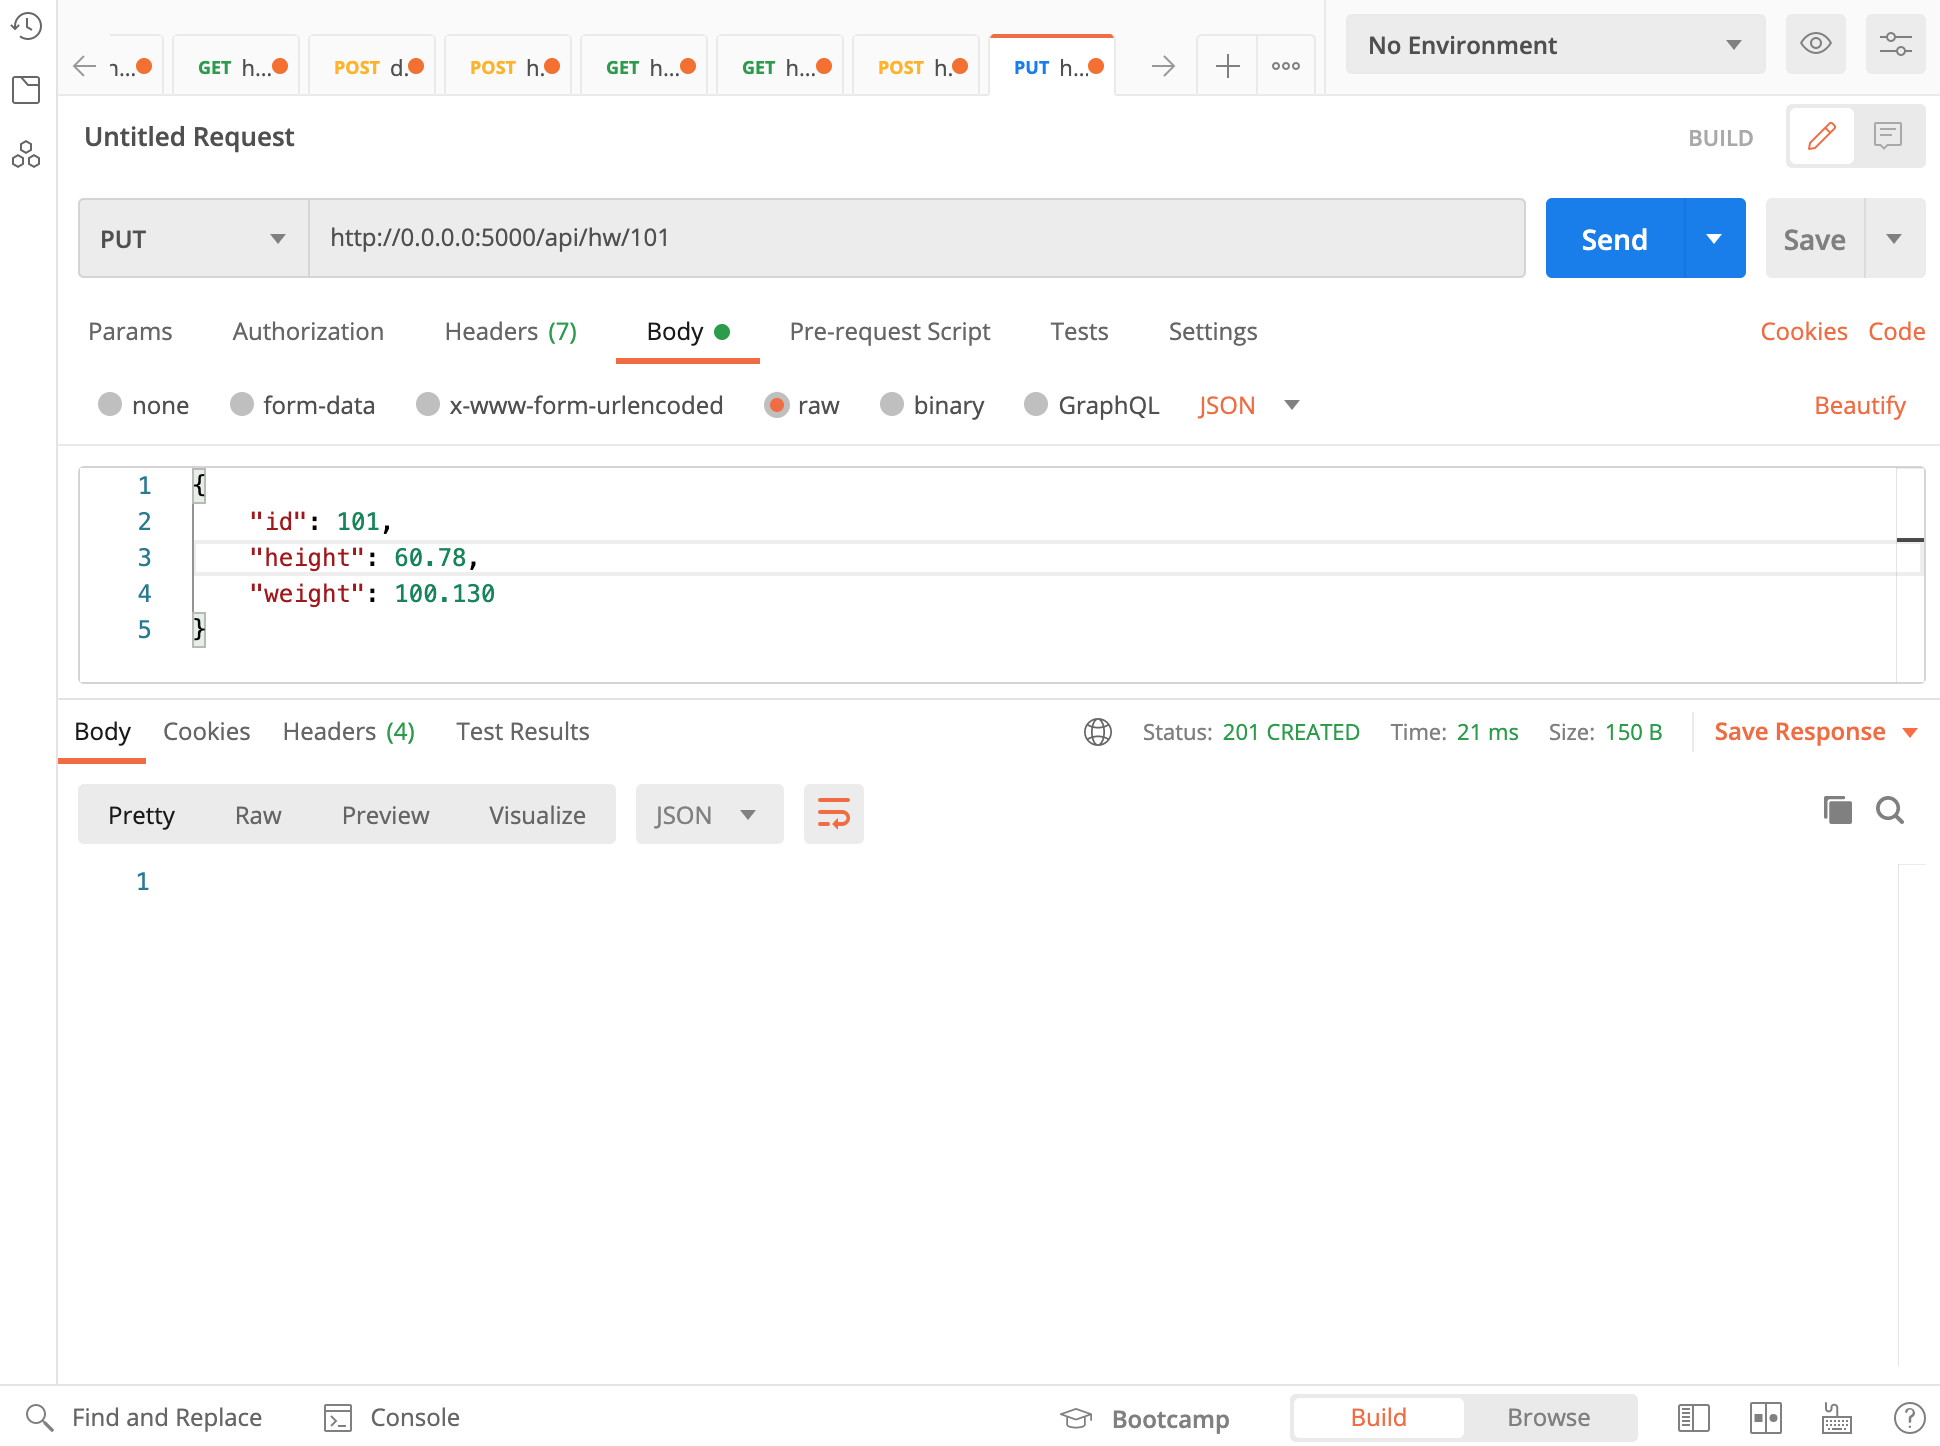 h... GET h... POST d. POST h. GET h... GET h... POST h. PUT h... No Environment
Untitled Request BUILD
PUT http://0.0.0.0:5000/api/hw/101 Send Save
Params Authorization Headers (7) Body Pre-request Script Tests Settings Cookies Code
none form-data x-www-form-urlencoded raw binary GraphQL JSON Beautify
1 {
2 "id": 101,
3 "height": 60.78,
4 "weight": 100.130
5 }
Body Cookies Headers (4) Test Results Status: 201 CREATED Time: 21 ms Size: 150 B Save Response
Pretty Raw Preview Visualize JSON
1
Find and Replace Console Bootcamp Build Browse